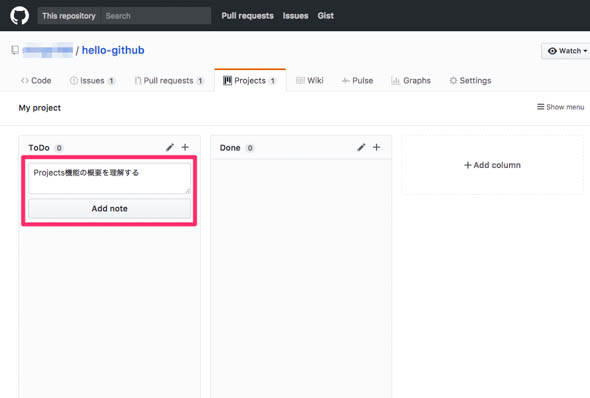 This repository Search Pull requests Issues Gist
/ hello-github Watch
Code Issues 1 Pull requests 1 Projects 1 Wiki Pulse Graphs Settings
My project Show menu
ToDo 0 Done 0 + Add column
Projects機能の概要を理解する
Add note